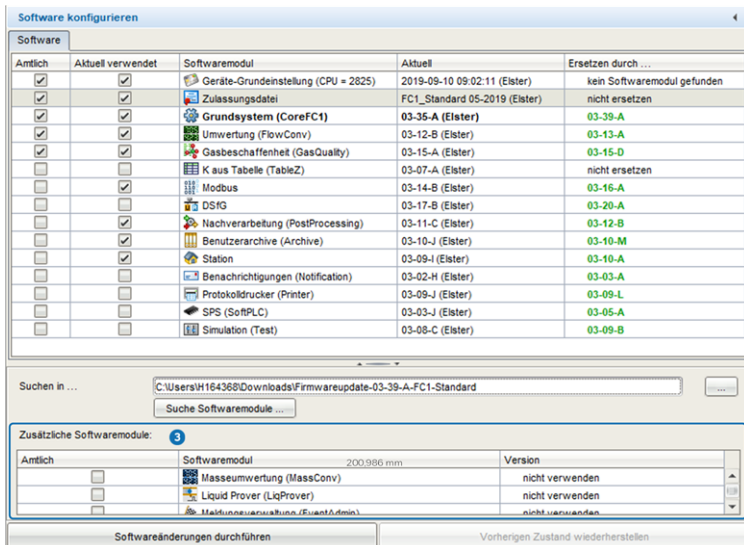 Software konfigurieren
Software
Amtlich Aktuell verwendet Softwaremodul Aktuell Ersetzen durch ...
Geräte-Grundeinstellung (CPU = 2825) 2019-09-10 09:02:11 (Elster) kein Softwaremodul gefunden
Zulassungsdatei FC1_Standard 05-2019 (Elster) nicht ersetzen
Grundsystem (CoreFC1) 03-35-A (Elster) 03-39-A
Umwertung (FlowConv) 03-12-B (Elster) 03-13-A
Gasbeschaffenheit (GasQuality) 03-15-A (Elster) 03-15-D
K aus Tabelle (TableZ) 03-07-A (Elster) nicht ersetzen
Modbus 03-14-B (Elster) 03-16-A
DSfG 03-17-B (Elster) 03-20-A
Nachverarbeitung (PostProcessing) 03-11-C (Elster) 03-12-B
Benutzerarchive (Archive) 03-10-J (Elster) 03-10-M
Station 03-09-I (Elster) 03-10-A
Benachrichtigungen (Notification) 03-02-H (Elster) 03-03-A
Protokolldrucker (Printer) 03-09-J (Elster) 03-09-L
SPS (SoftPLC) 03-03-J (Elster) 03-05-A
Simulation (Test) 03-08-C (Elster) 03-09-B
Suchen in ... C:\Users\H164368\Downloads\Firmwareupdate-03-39-A-FC1-Standard ...
Suche Softwaremodule ...
Zusätzliche Softwaremodule: 3
Amtlich Softwaremodul 200,986 mm Version
Masseumwertung (MassConv) nicht verwenden
Liquid Prover (LiqProver) nicht verwenden
Meldungsverwaltung (EventAdmin) nicht verwenden
Softwareänderungen durchführen Vorherigen Zustand wiederherstellen